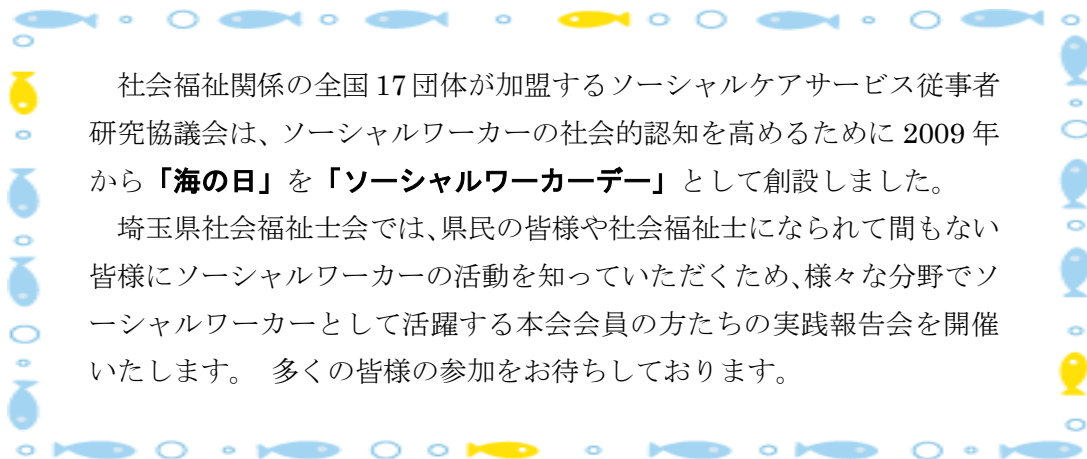 社会福祉関係の全国 17 団体が加盟するソーシャルケアサービス従事者
研究協議会は、ソーシャルワーカーの社会的認知を高めるために 2009 年
から「海の日」を「ソーシャルワーカーデー」として創設しました。
埼玉県社会福祉士会では、県民の皆様や社会福祉士になられて間もない
皆様にソーシャルワーカーの活動を知っていただくため、様々な分野でソ
ーシャルワーカーとして活躍する本会会員の方たちの実践報告会を開催
いたします。 多くの皆様の参加をお待ちしております。